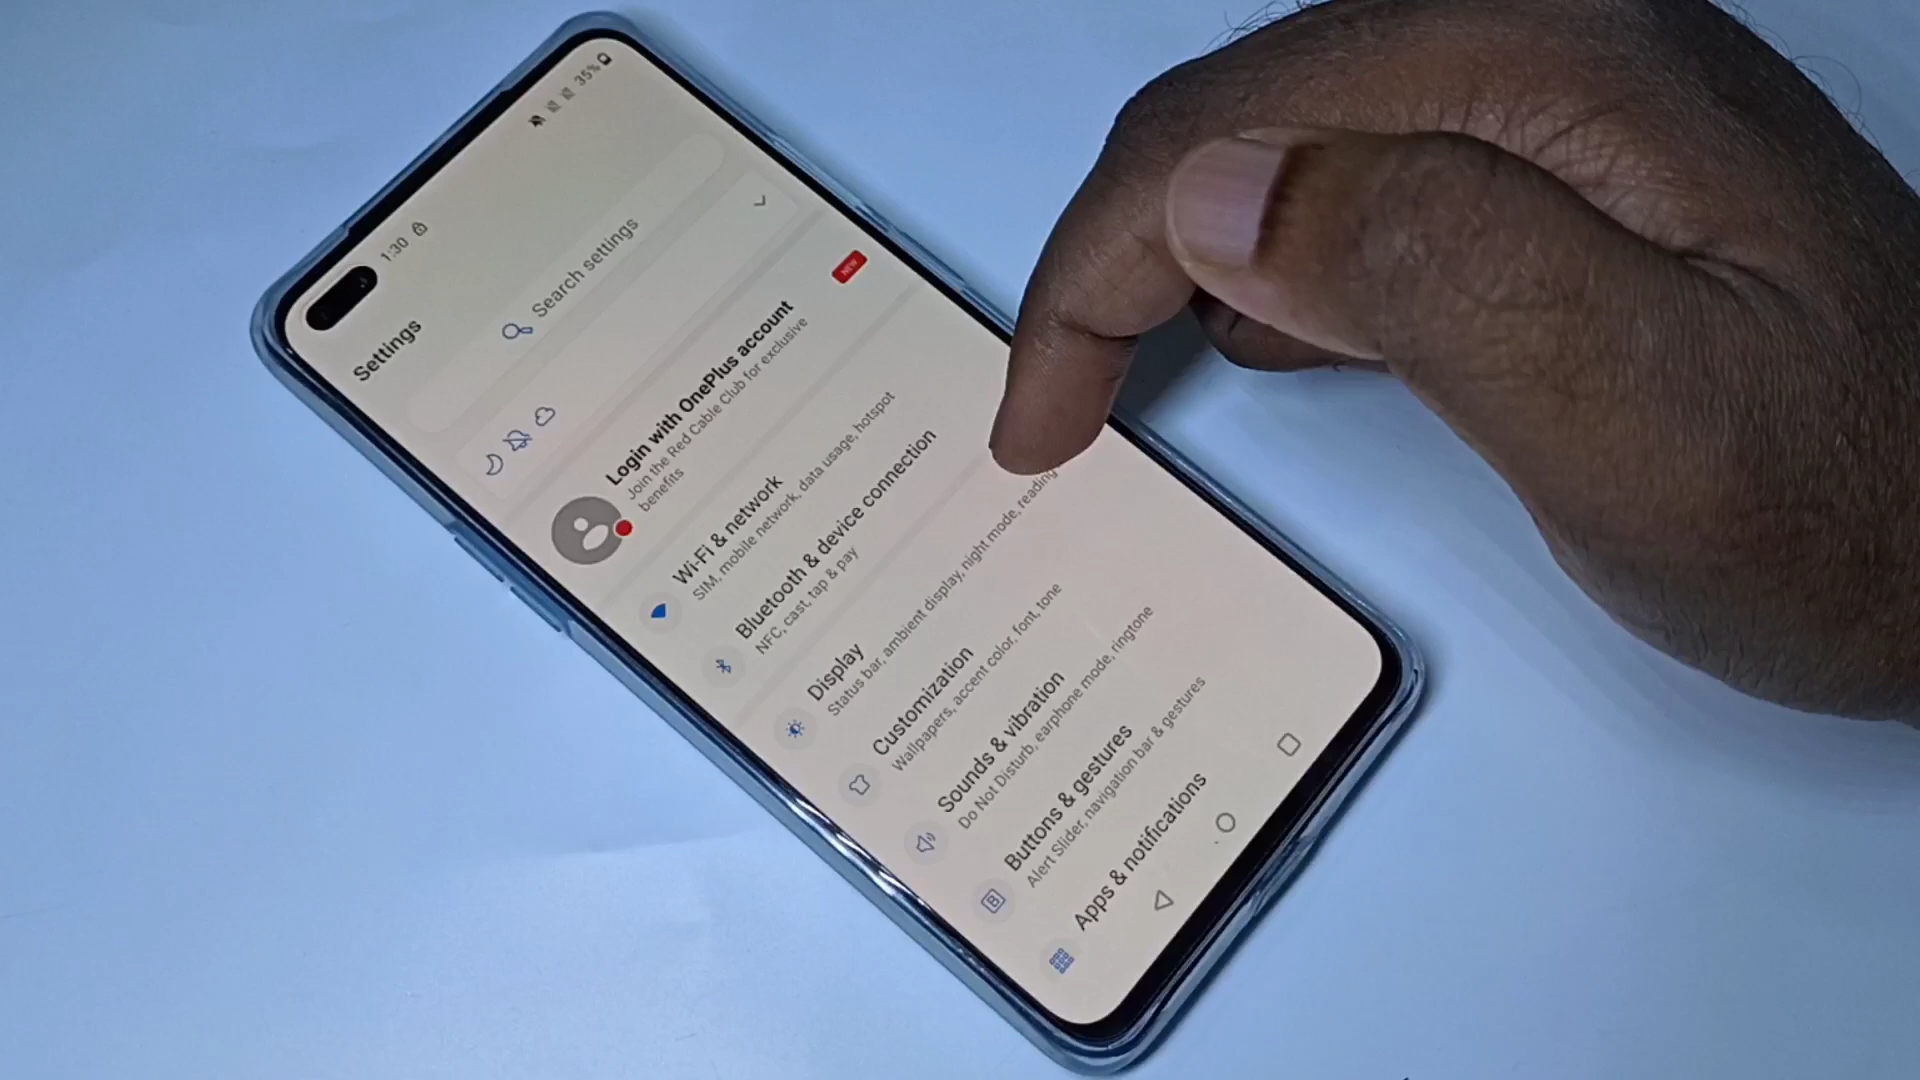 1:30
35%
Settings
Search settings
Login with OnePlus account
Join the Red Cable Club for exclusive
benefits
NEW
Wi-Fi & network
SIM, mobile network, data usage, hotspot
Bluetooth & device connection
NFC, cast, tap & pay
Display
Status bar, ambient display, night mode, reading
Customization
Wallpapers, accent color, font, tone
Sounds & vibration
Do Not Disturb, earphone mode, ringtone
Buttons & gestures
Alert Slider, navigation bar & gestures
Apps & notifications